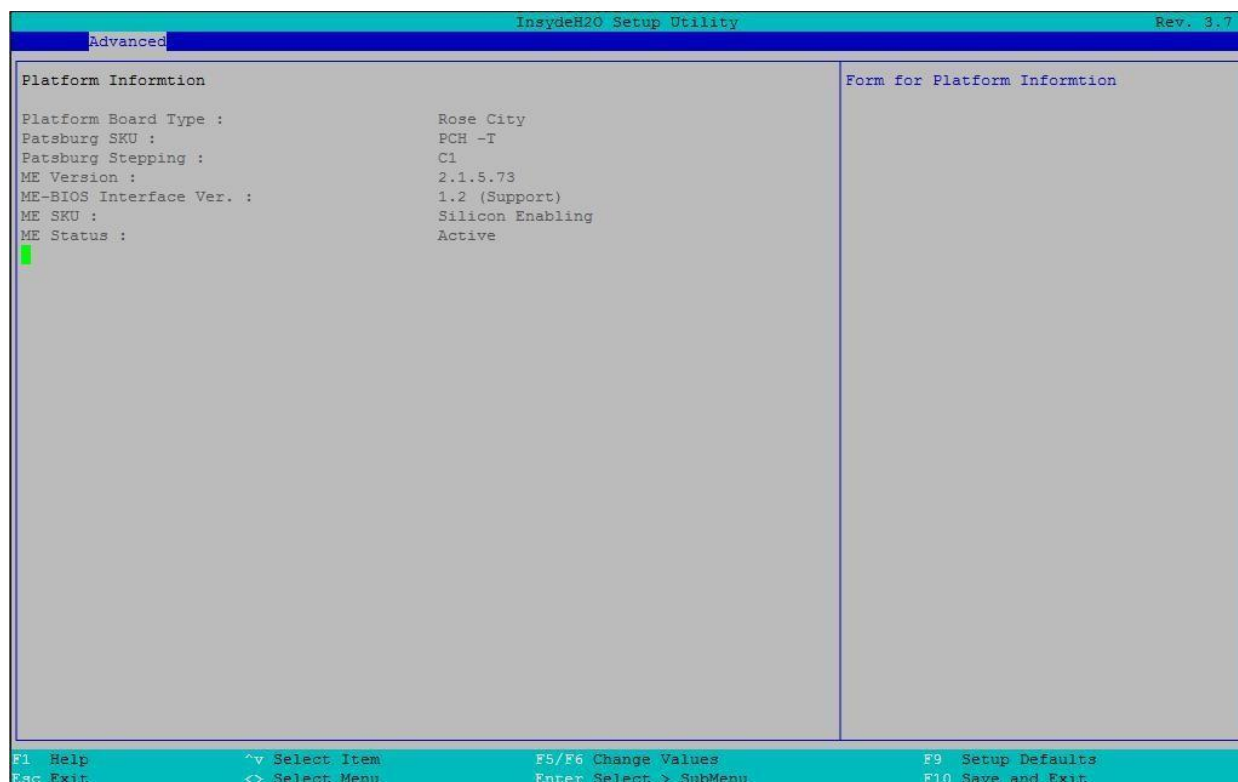 InsydeH2O Setup Utility Rev. 3.7
Advanced
Platform Informtion Form for Platform Informtion
Platform Board Type : Rose City
Patsburg SKU : PCH -T
Patsburg Stepping : C1
ME Version : 2.1.5.73
ME-BIOS Interface Ver. : 1.2 (Support)
ME SKU : Silicon Enabling
ME Status : Active
F1 Help ^v Select Item F5/F6 Change Values F9 Setup Defaults
Esc Exit <> Select Menu Enter Select > SubMenu F10 Save and Exit